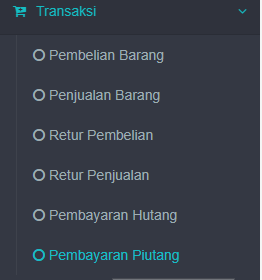 Transaksi
Pembelian Barang
Penjualan Barang
Retur Pembelian
Retur Penjualan
Pembayaran Hutang
Pembayaran Piutang